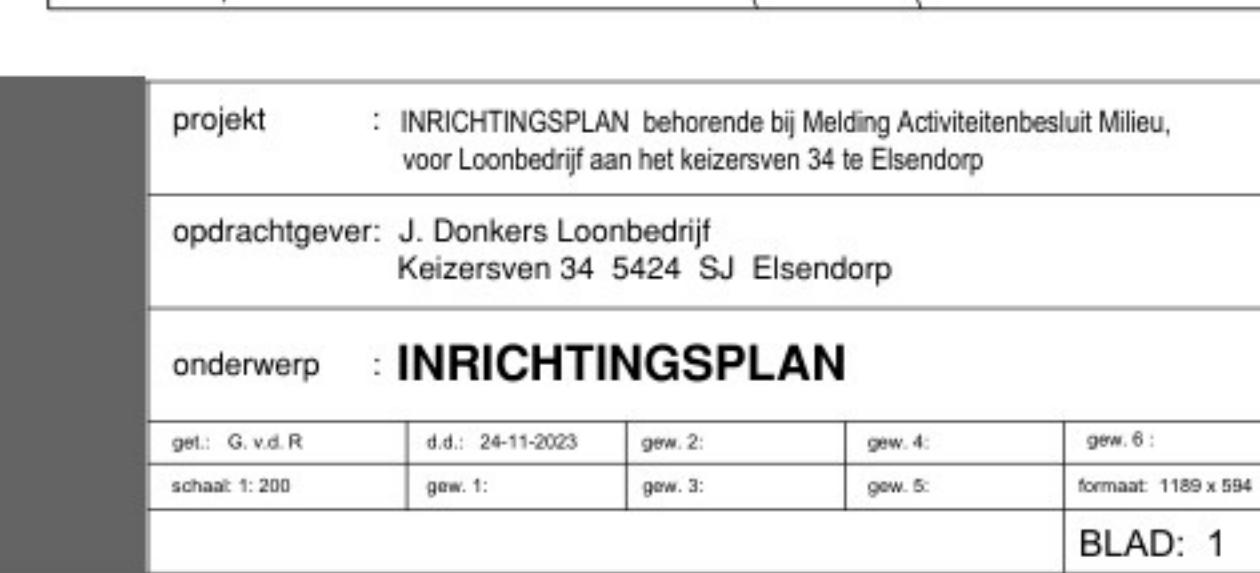 projekt : INRICHTINGSPLAN behorende bij Melding Activiteitenbesluit Milieu,
voor Loonbedrijf aan het keizersven 34 te Elsendorp
opdrachtgever: J. Donkers Loonbedrijf
Keizersven 34 5424 SJ Elsendorp
onderwerp : INRICHTINGSPLAN
get.: G. v.d. R d.d.: 24-11-2023 gew. 2: gew. 4: gew. 6 :
schaal: 1: 200 gew. 1: gew. 3: gew. 5: formaat: 1189 x 594
BLAD: 1